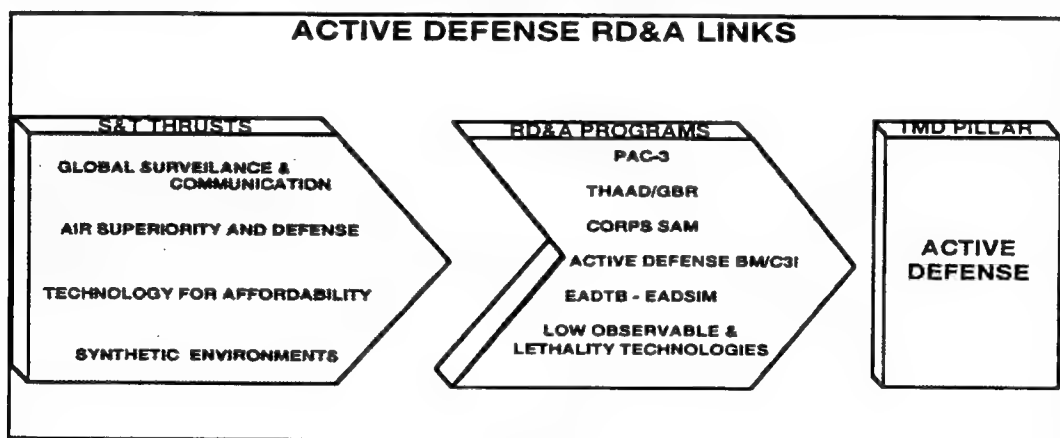 ACTIVE DEFENSE RD&A LINKS
S&T THRUSTS
GLOBAL SURVEILANCE &
COMMUNICATION
AIR SUPERIORITY AND DEFENSE
TECHNOLOGY FOR AFFORDABILITY
SYNTHETIC ENVIRONMENTS
RD&A PROGRAMS
PAC-3
THAAD/GBR
CORPS SAM
ACTIVE DEFENSE BM/C3I
EADTB - EADSIM
LOW OBSERVABLE &
LETHALITY TECHNOLOGIES
TMD PILLAR
ACTIVE
DEFENSE